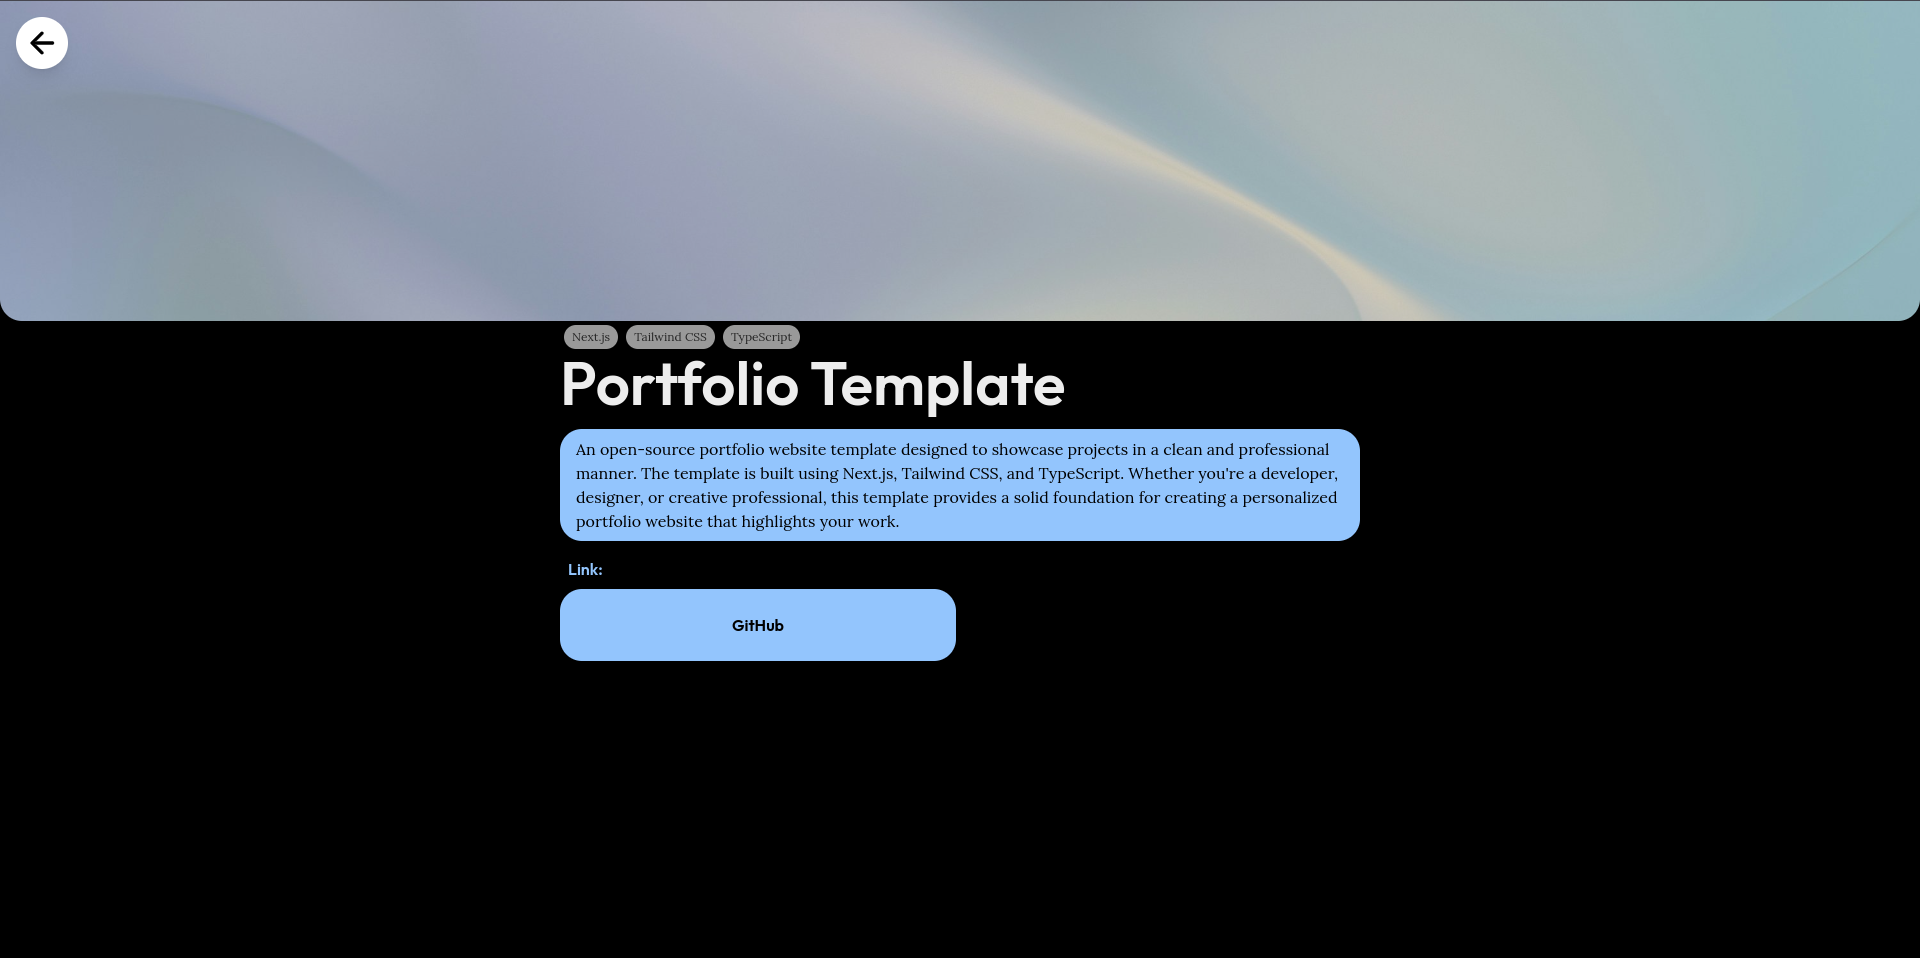 Next.js Tailwind CSS TypeScript
Portfolio Template
An open-source portfolio website template designed to showcase projects in a clean and professional
manner. The template is built using Next.js, Tailwind CSS, and TypeScript. Whether you're a developer,
designer, or creative professional, this template provides a solid foundation for creating a personalized
portfolio website that highlights your work.
Link:
GitHub